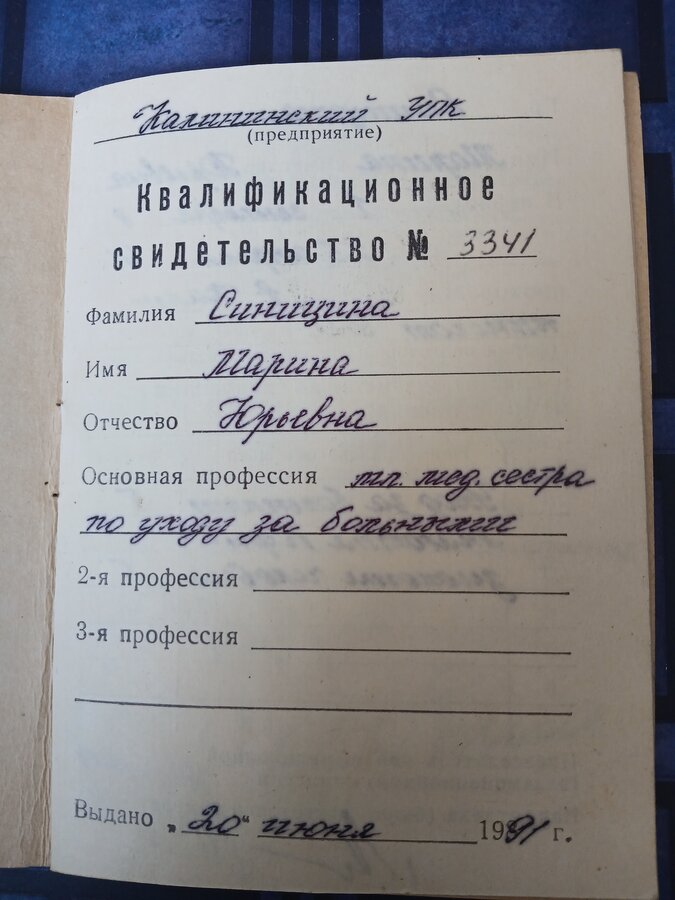 Калининский УПК
(предприятие)
Квалификационное
свидетельство № 3341
Фамилия Синицина
Имя Марина
Отчество Юрьевна
Основная профессия мл. мед. сестра
по уходу за больными
2-я профессия
3-я профессия
Выдано „20“ июня 1991 г.